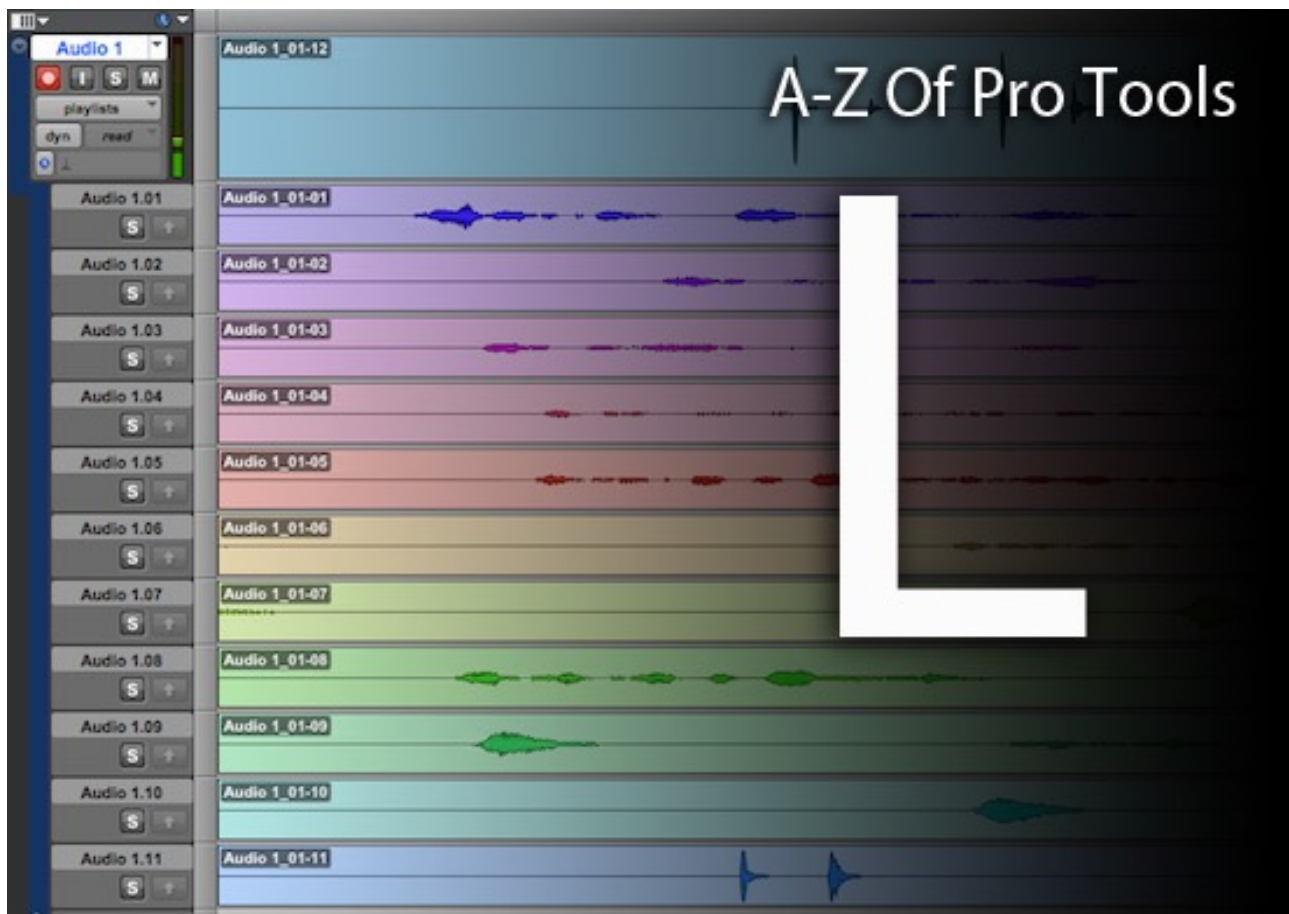 Audio 1
Audio 1_01-12
A-Z Of Pro Tools
I S M
playlists
dyn read
Audio 1.01
Audio 1_01-01
S
L
Audio 1.02
Audio 1_01-02
S
Audio 1.03
Audio 1_01-03
S
Audio 1.04
Audio 1_01-04
S
Audio 1.05
Audio 1_01-05
S
Audio 1.06
Audio 1_01-06
S
Audio 1.07
Audio 1_01-07
S
Audio 1.08
Audio 1_01-08
S
Audio 1.09
Audio 1_01-09
S
Audio 1.10
Audio 1_01-10
S
Audio 1.11
Audio 1_01-11
S